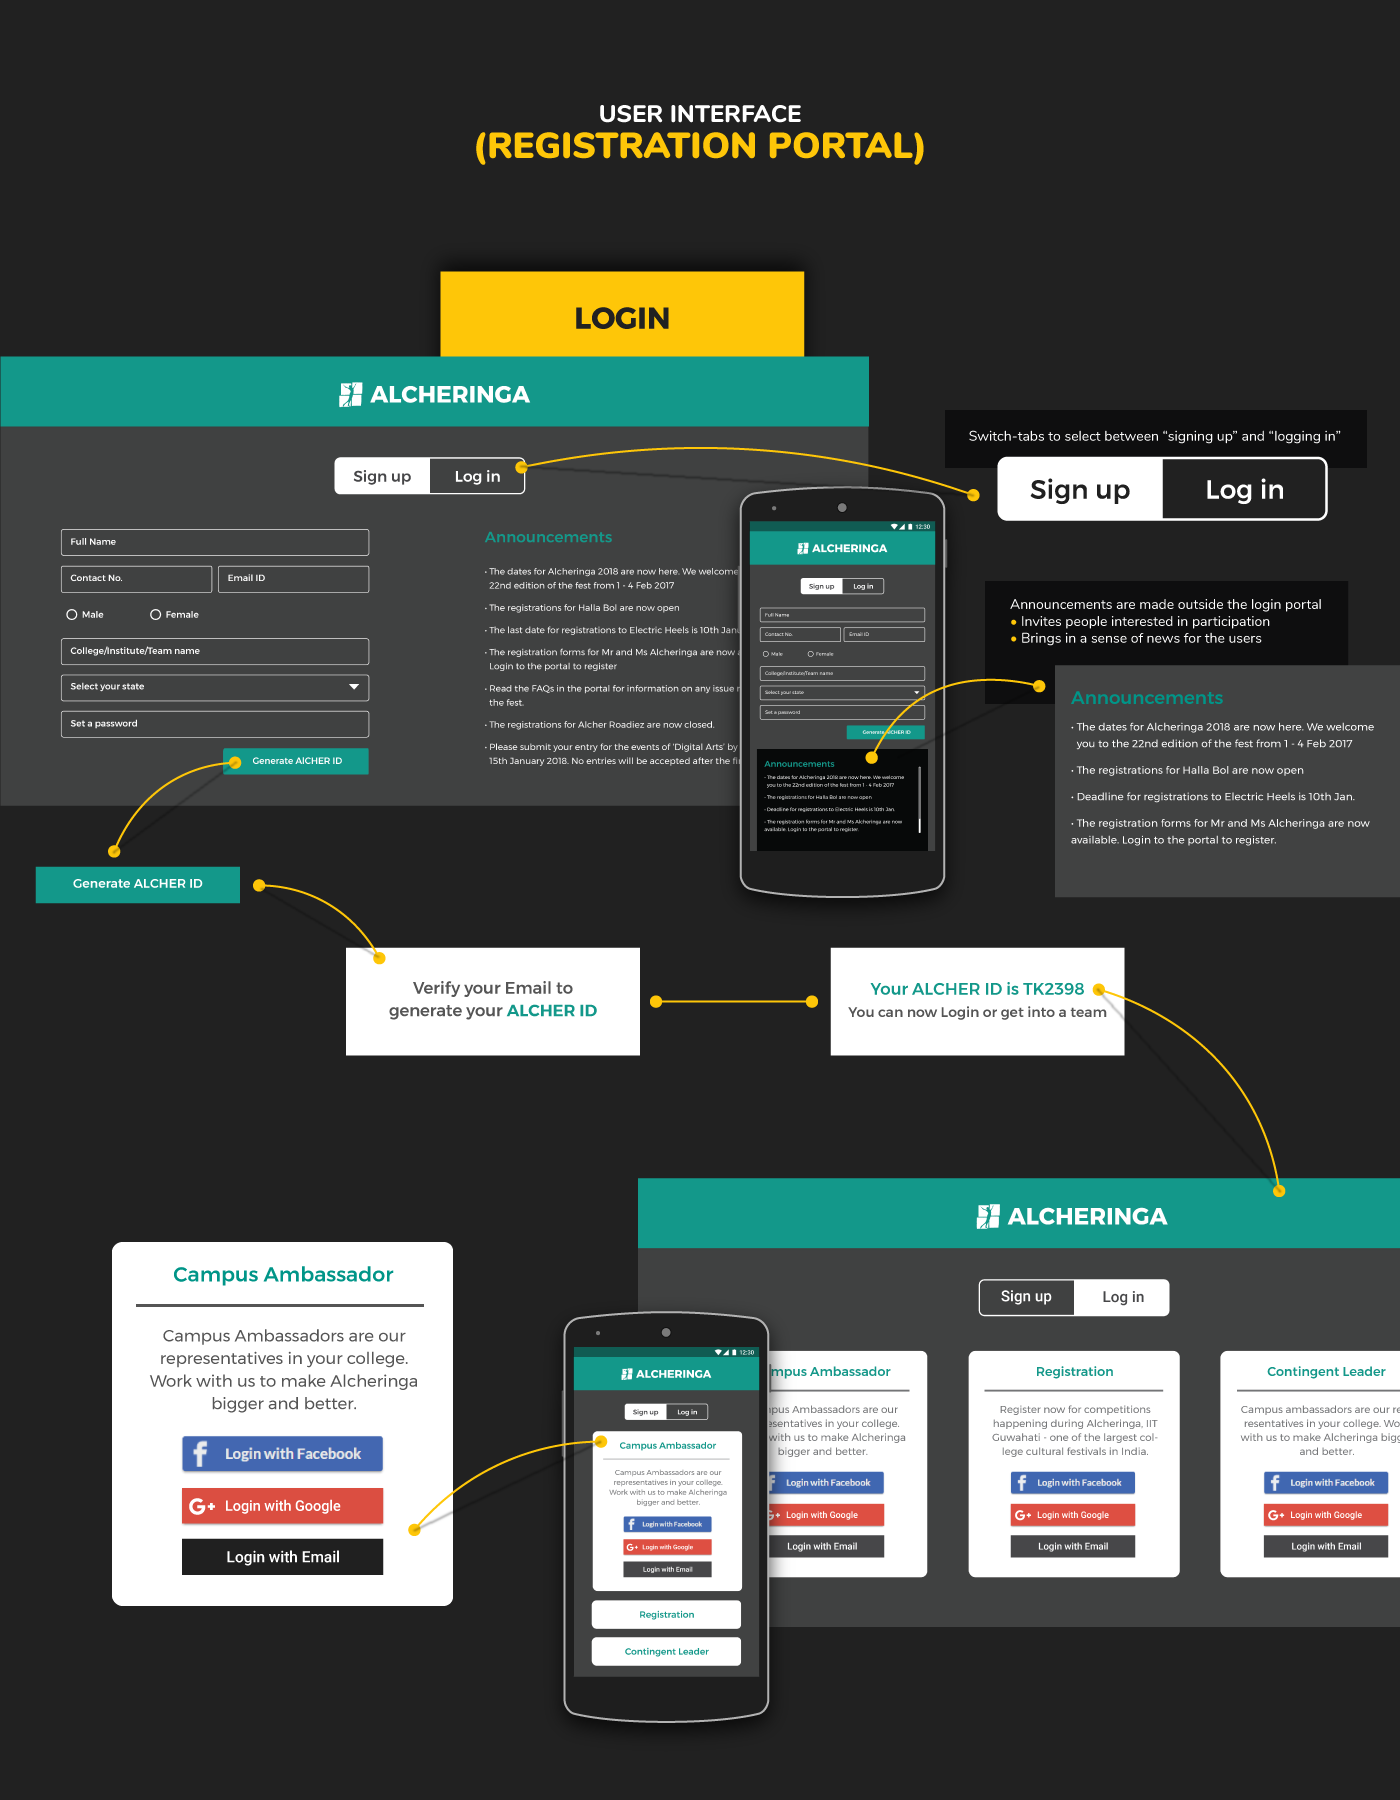 USER INTERFACE
(REGISTRATION PORTAL)
LOGIN
ALCHERINGA
Sign up
Log in
Full Name
Contact No.
Email ID
Male
Female
College/Institute/Team name
Select your state
Set a password
Generate AlCHER ID
Announcements
• The dates for Alcheringa 2018 are now here. We welcome
22nd edition of the fest from 1 - 4 Feb 2017
• The registrations for Halla Bol are now open
• The last date for registrations to Electric Heels is 10th
• The registration forms for Mr and Ms Alcheringa are now
Login to the portal to register
• Read the FAQs in the portal for information on any issue
the fest.
• The registrations for Alcher Roadiez are now closed.
• Please submit your entry for the events of 'Digital Arts' by
15th January 2018. No entries will be accepted after the
12:30
ALCHERINGA
Sign up
Log in
Full Name
Contact No.
Email ID
Male
Female
College/Institute/Team name
Select your state
Set a password
Generate AlCHER ID
Announcements
• The dates for Alcheringa 2018 are now here. We welcome
you to the 22nd edition of the fest from 1 - 4 Feb 2017
• The registrations for Halla Bol are now open
• Deadline for registrations to Electric Heels is 10th Jan.
• The registration forms for Mr and Ms Alcheringa are now
available. Login to the portal to register.
Switch-tabs to select between “signing up” and “logging in”
Sign up
Log in
Announcements are made outside the login portal
• Invites people interested in participation
• Brings in a sense of news for the users
Announcements
• The dates for Alcheringa 2018 are now here. We welcome
you to the 22nd edition of the fest from 1 - 4 Feb 2017
• The registrations for Halla Bol are now open
• Deadline for registrations to Electric Heels is 10th Jan.
• The registration forms for Mr and Ms Alcheringa are now
available. Login to the portal to register.
Generate ALCHER ID
Verify your Email to
generate your ALCHER ID
Your ALCHER ID is TK2398
You can now Login or get into a team
Campus Ambassador
Campus Ambassadors are our
representatives in your college.
Work with us to make Alcheringa
bigger and better.
Login with Facebook
G+ Login with Google
Login with Email
12:30
ALCHERINGA
Sign up
Log in
Campus Ambassador
Campus Ambassadors are our
representatives in your college.
Work with us to make Alcheringa
bigger and better.
Login with Facebook
G+ Login with Google
Login with Email
Registration
Contingent Leader
ALCHERINGA
Sign up
Log in
mpus Ambassador
npus Ambassadors are our
esentatives in your college.
with us to make Alcheringa
bigger and better.
Login with Facebook
Login with Google
Login with Email
Registration
Register now for competitions
happening during Alcheringa, IIT
Guwahati - one of the largest col-
lege cultural festivals in India.
Login with Facebook
G+ Login with Google
Login with Email
Contingent Leader
Campus ambassadors are our re
resentatives in your college. Wo
with us to make Alcheringa bigg
and better.
Login with Facebook
G+ Login with Google
Login with Email